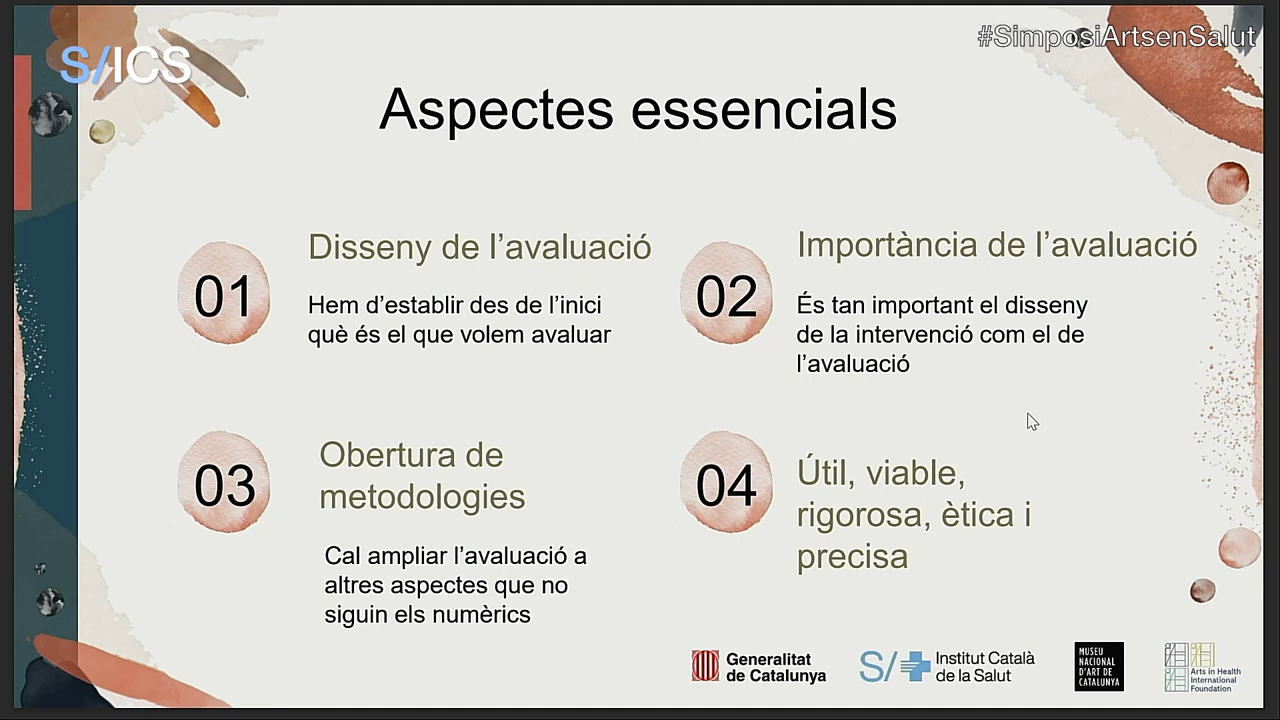 S/ICS
#SimposiArtsenSalut
Aspectes essencials
01
Disseny de l’avaluació
Hem d’establir des de l’inici
què és el que volem avaluar
02
Importància de l’avaluació
És tan important el disseny
de la intervenció com el de
l’avaluació
03
Obertura de
metodologies
Cal ampliar l’avaluació a
altres aspectes que no
siguin els numèrics
04
Útil, viable,
rigorosa, ètica i
precisa
Generalitat
de Catalunya
S/
Institut Català
de la Salut
MUSEU
NACIONAL
D'ART DE
CATALUNYA
Arts in Health
International
Foundation